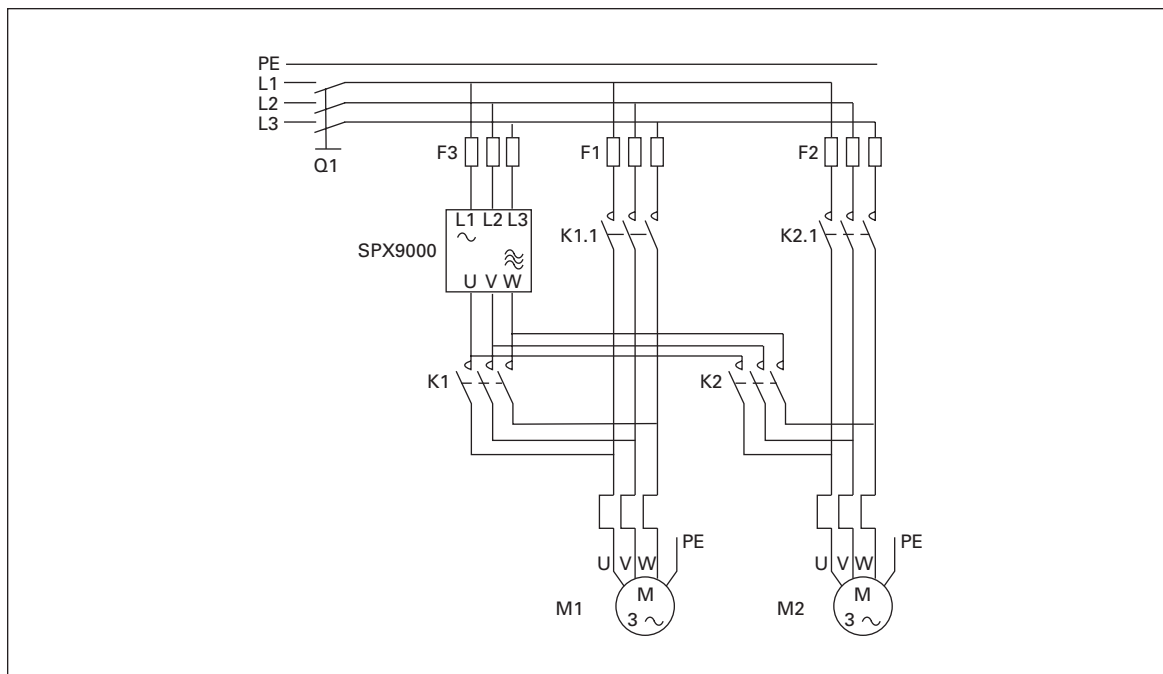 PE
L1
L2
L3
Q1
F3
F1
F2
L1 L2 L3
SPX9000
U V W
K1.1
K2.1
K1
K2
PE
PE
U V W
U V W
M
3
M
3
M1
M2